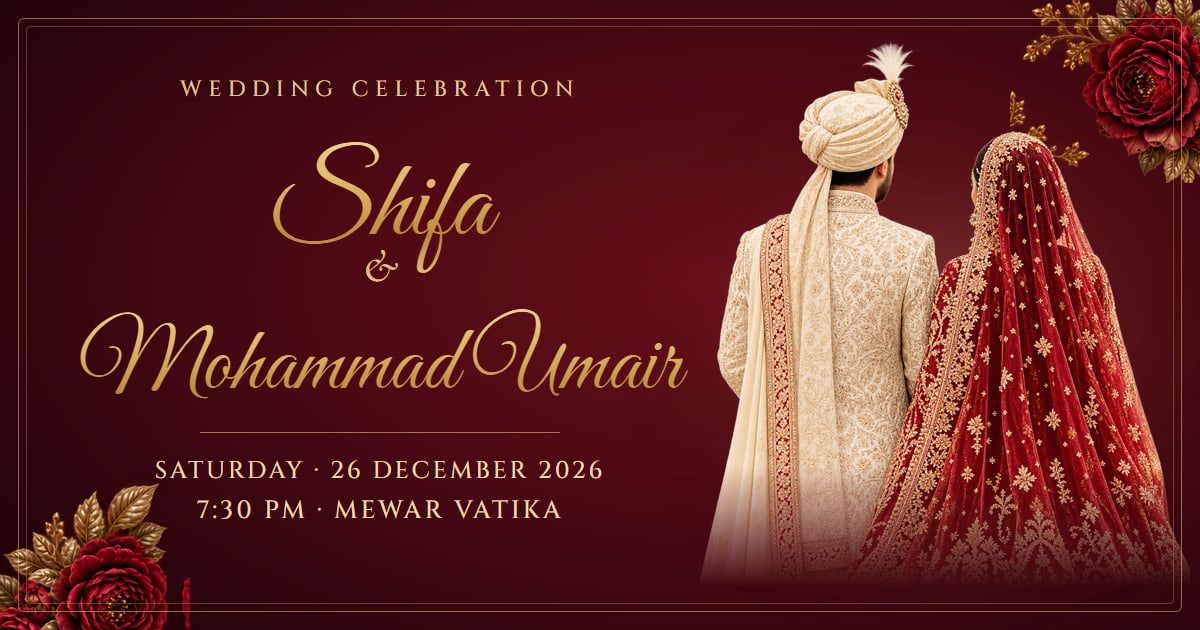 WEDDING CELEBRATION
Shifa
&
Mohammad Umair
SATURDAY · 26 DECEMBER 2026
7:30 PM · MEWAR VATIKA